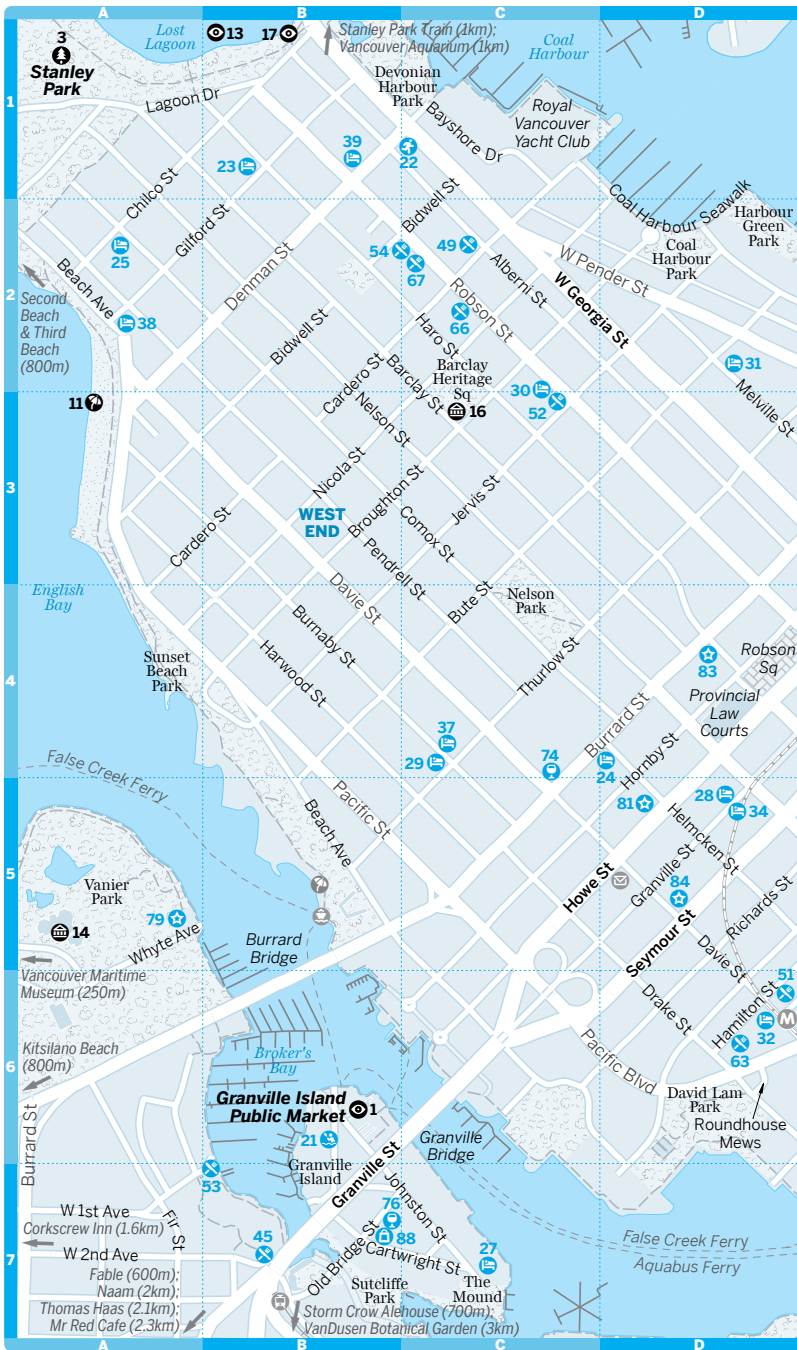 A
B
C
D
1
2
3
4
5
6
7
Lost
Lagoon
13
17
Stanley Park Train (1km);
Vancouver Aquarium (1km)
Coal
Harbour
3
Stanley
Park
Devonian
Harbour
Park
Lagoon Dr
Royal
Vancouver
Yacht Club
Bayshore Dr
39
22
23
Chilco St
Gilford St
Bidwell St
Coal Harbour Seawalk
Harbour
Green
Park
Coal
Harbour
Park
25
54
67
49
Alberni St
W Pender St
W Georgia St
Beach Ave
Denman St
Robson St
Second
Beach
& Third
Beach
(800m)
38
66
Bidwell St
Haro St
31
Cardero St
Barclay St
Barclay
Heritage
Sq
16
30
52
Melville St
11
Nelson St
Nicola St
Broughton St
Comox St
Jervis St
WEST
END
Cardero St
Pendrell St
Davie St
English
Bay
Bute St
Nelson
Park
Burnaby St
Harwood St
Thurlow St
Sunset
Beach
Park
83
Robson
Sq
Provincial
Law
Courts
Burrard St
Hornby St
37
29
74
24
False Creek Ferry
Pacific St
Beach Ave
81
28
34
Helmcken St
Howe St
Granville St
84
Seymour St
Richards St
Davie St
Vanier
Park
14
79
Whyte Ave
Burrard
Bridge
Vancouver Maritime
Museum (250m)
51
Hamilton St
32
M
63
Drake St
Pacific Blvd
Kitsilano Beach
(800m)
Broker's
Bay
David Lam
Park
Roundhouse
Mews
Granville Island
Public Market
1
21
Granville
Island
Granville St
Granville
Bridge
Burrard St
53
Johnston St
76
88
W 1st Ave
Corkscrew Inn (1.6km)
Fir St
W 2nd Ave
45
Old Bridge St
Cartwright St
27
False Creek Ferry
Aquabus Ferry
Fable (600m);
Naam (2km);
Thomas Haas (2.1km);
Mr Red Cafe (2.3km)
Sutcliffe
Park
The
Mound
Storm Crow Alehouse (700m);
VanDusen Botanical Garden (3km)
A
B
C
D